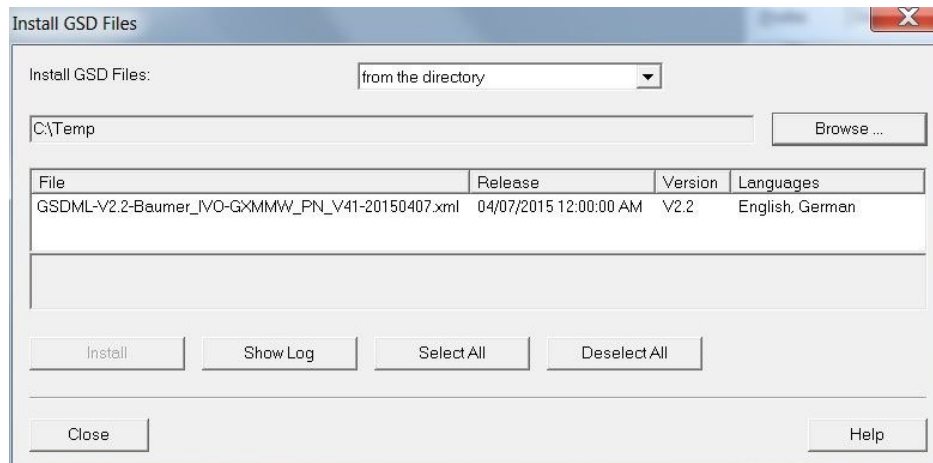 Install GSD Files
Install GSD Files: from the directory
C:\Temp Browse ...
File Release Version Languages
GSDML-V2.2-Baumer_IVO-GXMMW_PN_V41-20150407.xml 04/07/2015 12:00:00 AM V2.2 English, German
Install Show Log Select All Deselect All
Close Help